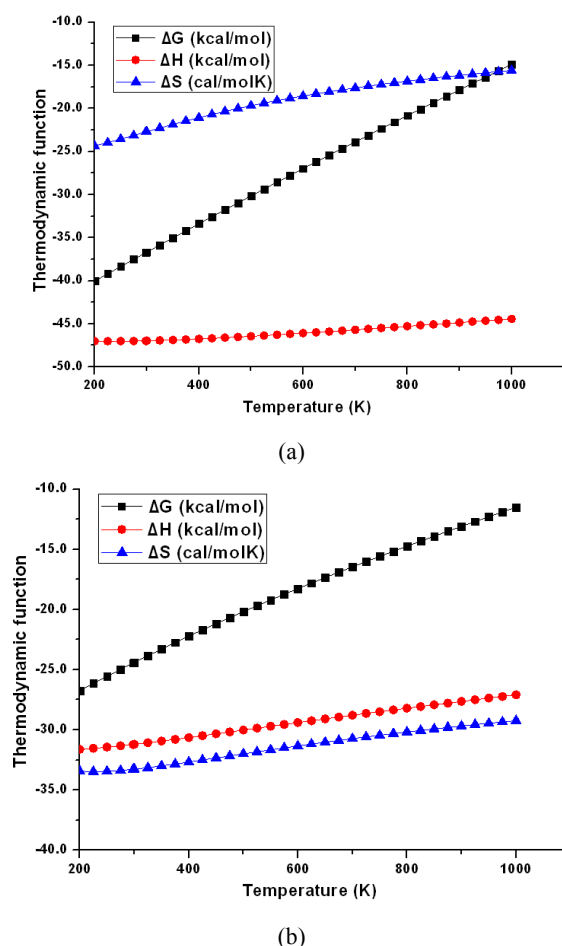 -10.0
-15.0
-20.0
-25.0
-30.0
-35.0
-40.0
-45.0
-50.0
Thermodynamic function
ΔG (kcal/mol)
ΔH (kcal/mol)
ΔS (cal/molK)
200 400 600 800 1000
Temperature (K)
(a)
-10.0
-15.0
-20.0
-25.0
-30.0
-35.0
-40.0
Thermodynamic function
ΔG (kcal/mol)
ΔH (kcal/mol)
ΔS (cal/molK)
200 400 600 800 1000
Temperature (K)
(b)